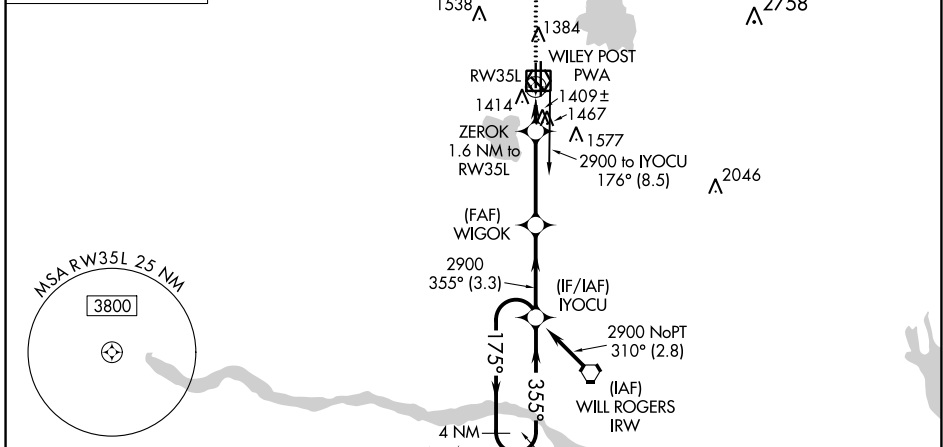 1538
2758
1384
WILEY POST
PWA
RW35L
1414
1409±
1467
1577
ZEROK
1.6 NM to
RW35L
2900 to IYOCU
176° (8.5)
2046
(FAF)
WIGOK
2900
355° (3.3)
(IF/IAF)
IYOCU
MSA RW35L 25 NM
3800
2900 NoPT
310° (2.8)
175°
355°
(IAF)
WILL ROGERS
IRW
4 NM